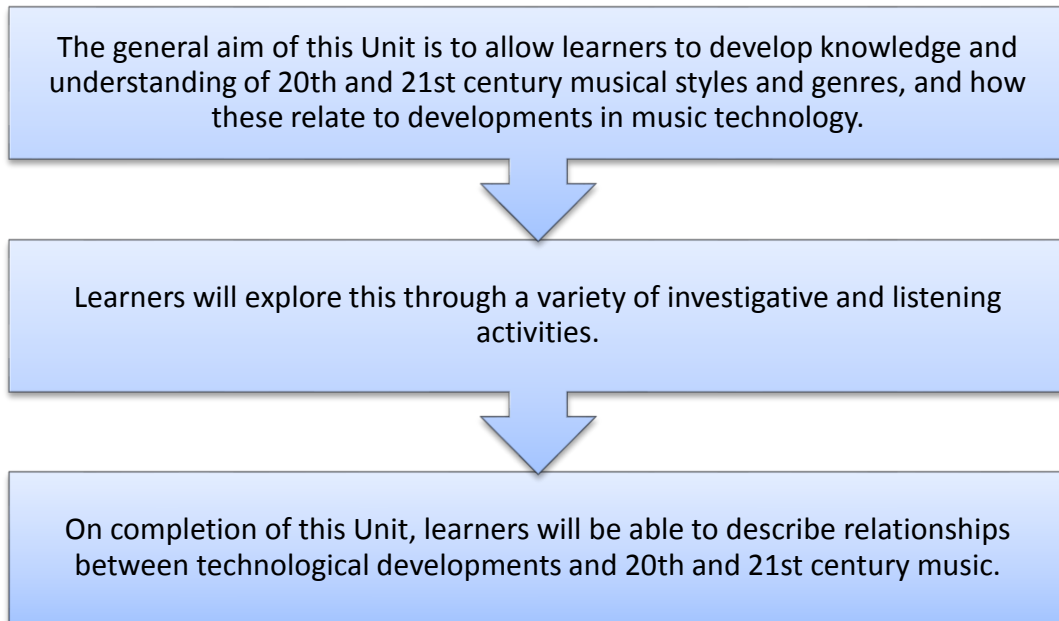 The general aim of this Unit is to allow learners to develop knowledge and
understanding of 20th and 21st century musical styles and genres, and how
these relate to developments in music technology.
Learners will explore this through a variety of investigative and listening
activities.
On completion of this Unit, learners will be able to describe relationships
between technological developments and 20th and 21st century music.